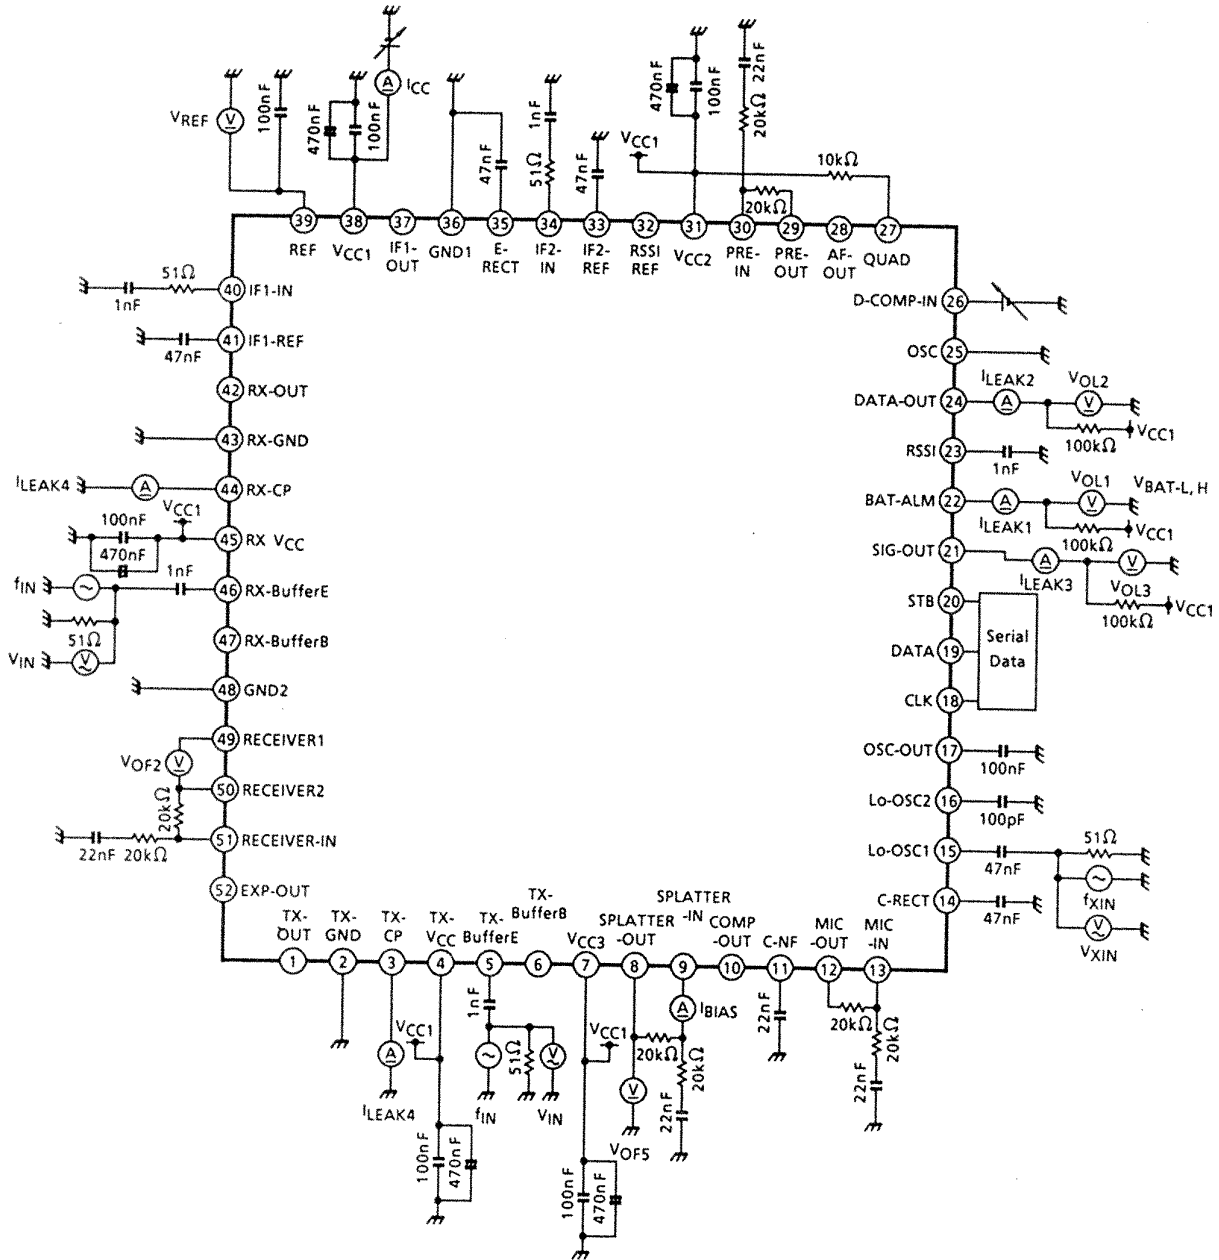 ICC
VREF
100nF
470nF
100nF
47nF
1nF
51Ω
47nF
VCC1
470nF
100nF
22nF
20kΩ
20kΩ
10kΩ
39 38 37 36 35 34 33 32 31 30 29 28 27
REF
VCC1
IF1-
OUT
GND1
E-
RECT
IF2-
IN
IF2-
REF
RSSI
REF
VCC2
PRE-
IN
PRE-
OUT
AF-
OUT
QUAD
51Ω
1nF
40 IF1-IN
47nF
41 IF1-REF
42 RX-OUT
43 RX-GND
ILEAK4
A
44 RX-CP
VCC1
100nF
470nF
45 RX VCC
1nF
fIN
46 RX-BufferE
51Ω
VIN
47 RX-BufferB
48 GND2
49 RECEIVER1
VOF2
V
50 RECEIVER2
20kΩ
51 RECEIVER-IN
22nF
20kΩ
52 EXP-OUT
D-COMP-IN 26
OSC 25
DATA-OUT 24
ILEAK2
A
VOL2
V
100kΩ
VCC1
RSSI 23
1nF
BAT-ALM 22
A
ILEAK1
VOL1
V
VBAT-L, H
100kΩ
VCC1
SIG-OUT 21
A
ILEAK3
V
VOL3
100kΩ
VCC1
STB 20
DATA 19
CLK 18
Serial
Data
OSC-OUT 17
100nF
Lo-OSC2 16
100pF
Lo-OSC1 15
47nF
51Ω
fXIN
VXIN
C-RECT 14
47nF
TX-
OUT
TX-
GND
TX-
CP
TX-
VCC
TX-
BufferE
TX-
BufferB
VCC3
SPLATTER
-OUT
SPLATTER
-IN
COMP
-OUT
C-NF
MIC
-OUT
MIC
-IN
1 2 3 4 5 6 7 8 9 10 11 12 13
A
ILEAK4
VCC1
100nF
470nF
1nF
fIN
51Ω
V
VIN
VCC1
100nF
470nF
V
VOF5
20kΩ
A
IBIAS
20kΩ
22nF
22nF
20kΩ
20kΩ
22nF